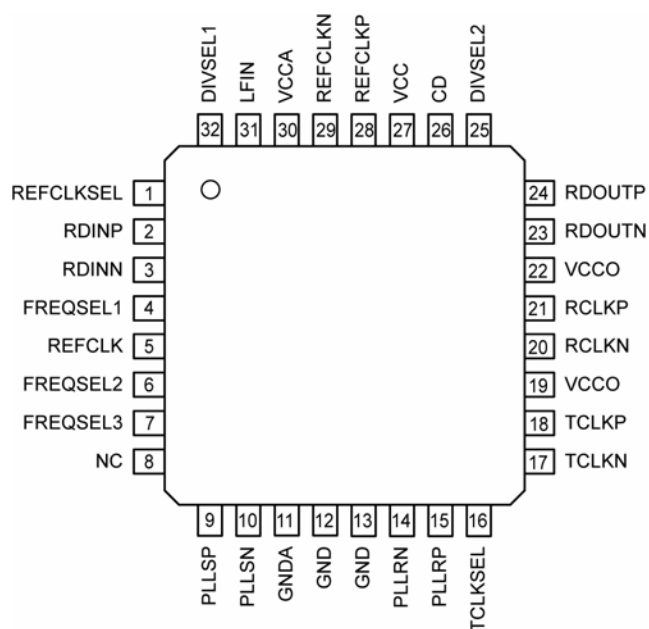 DIVSEL1
LFIN
VCCA
REFCLKN
REFCLKP
VCC
CD
DIVSEL2
32 31 30 29 28 27 26 25
REFCLKSEL 1
RDINP 2
RDINN 3
FREQSEL1 4
REFCLK 5
FREQSEL2 6
FREQSEL3 7
NC 8
24 RDOUTP
23 RDOUTN
22 VCCO
21 RCLKP
20 RCLKN
19 VCCO
18 TCLKP
17 TCLKN
9 10 11 12 13 14 15 16
PLLSP
PLLSN
GNDA
GND
GND
PLLRN
PLLRP
TCLKSEL